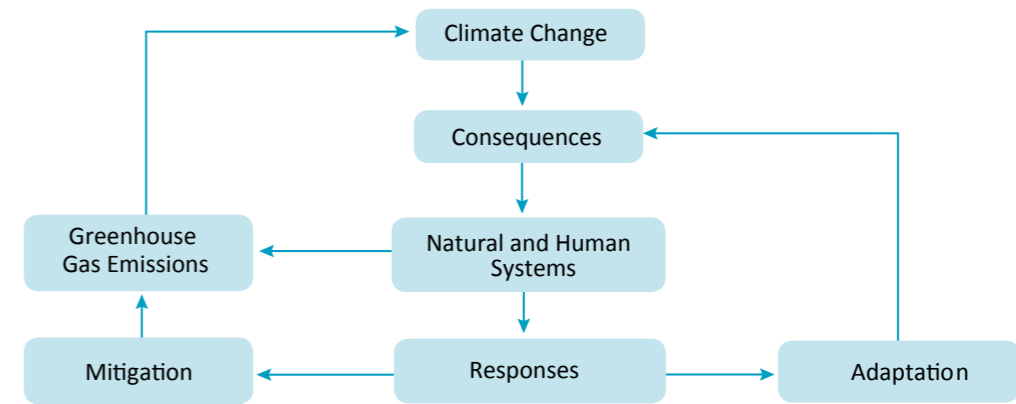 Climate Change
Consequences
Greenhouse
Gas Emissions
Natural and Human
Systems
Mitigation
Responses
Adaptation